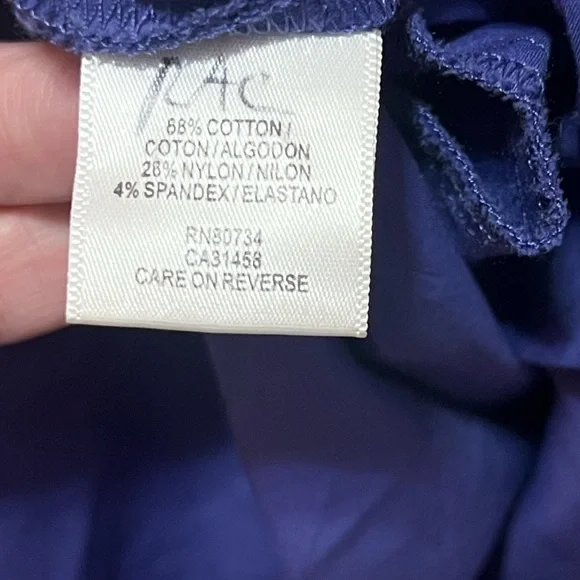 68% COTTON/
COTON/ALGODON
28% NYLON/NILON
4% SPANDEX/ELASTANO
RN80734
CA31458
CARE ON REVERSE